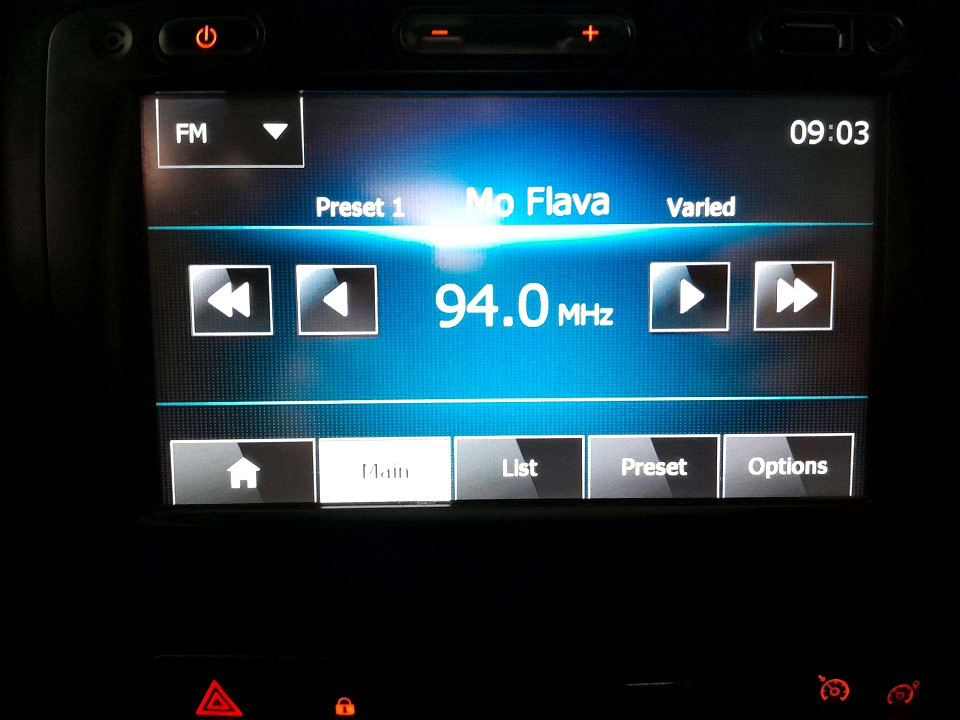 FM
09:03
Preset 1 Mo Flava Varied
94.0 MHz
Main List Preset Options